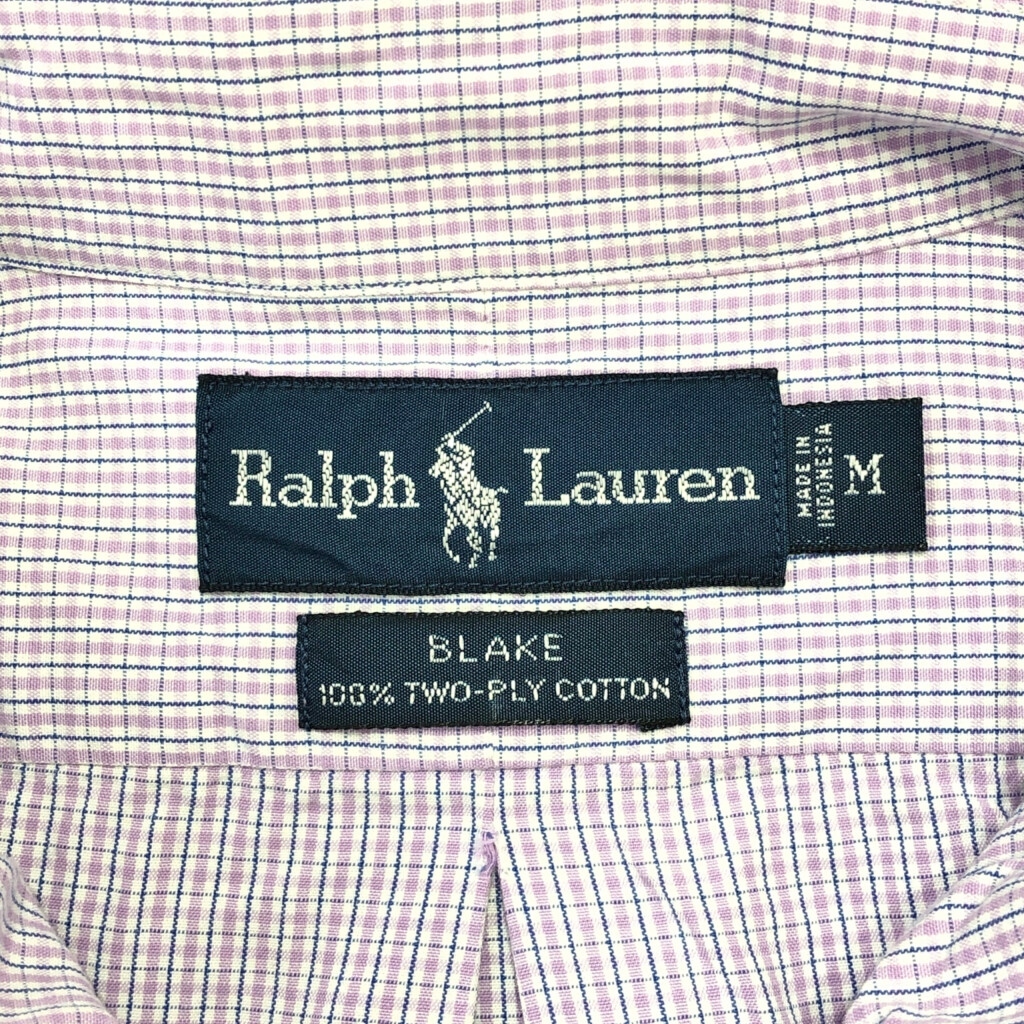 Ralph Lauren
MADE IN
INDONESIA
M
BLAKE
100% TWO-PLY COTTON